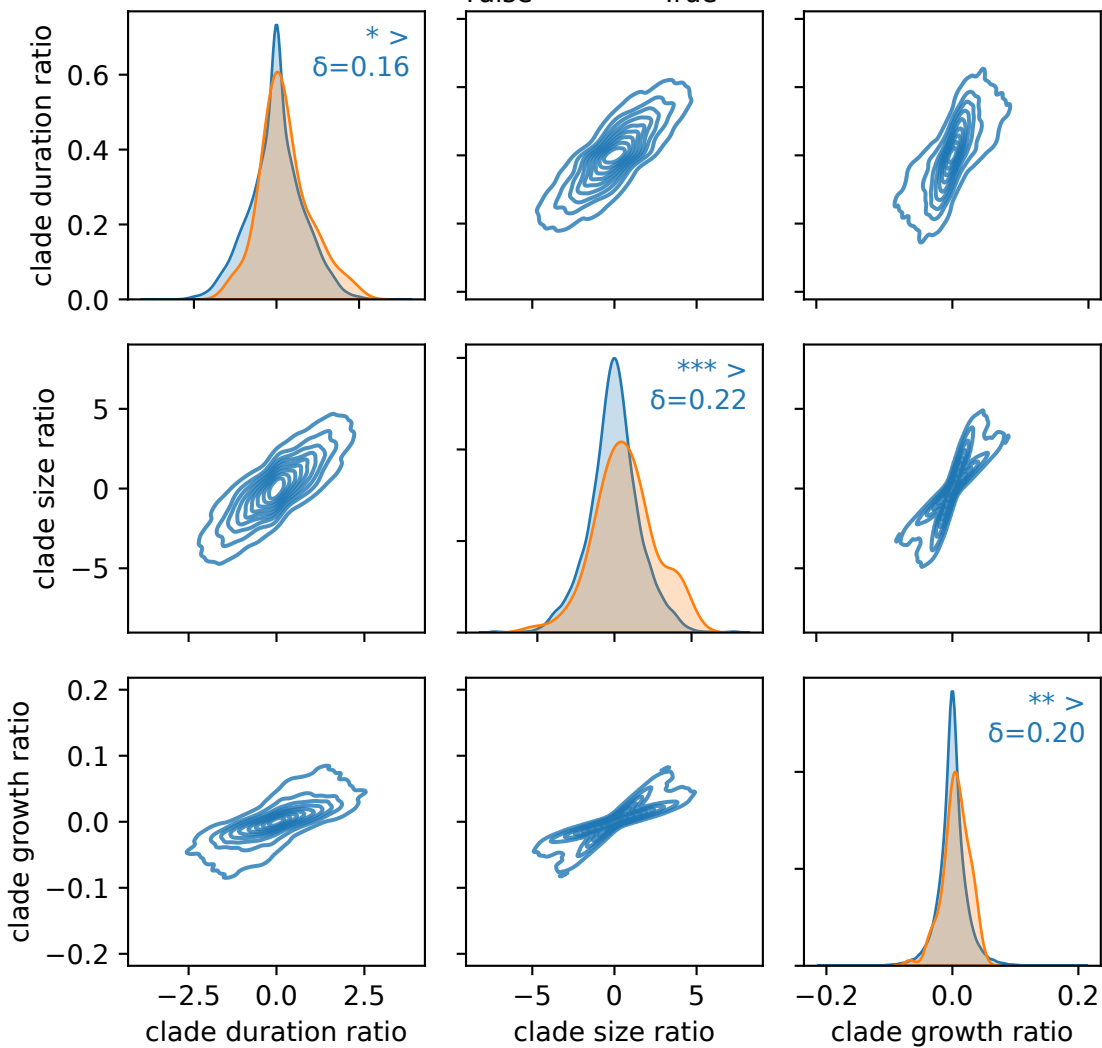 clade duration ratio
0.6
0.4
0.2
0.0
* >
δ=0.16
clade size ratio
5
0
−5
*** >
δ=0.22
clade growth ratio
0.2
0.1
0.0
−0.1
−0.2
** >
δ=0.20
−2.5 0.0 2.5
−5 0 5
−0.2 0.0 0.2
clade duration ratio
clade size ratio
clade growth ratio